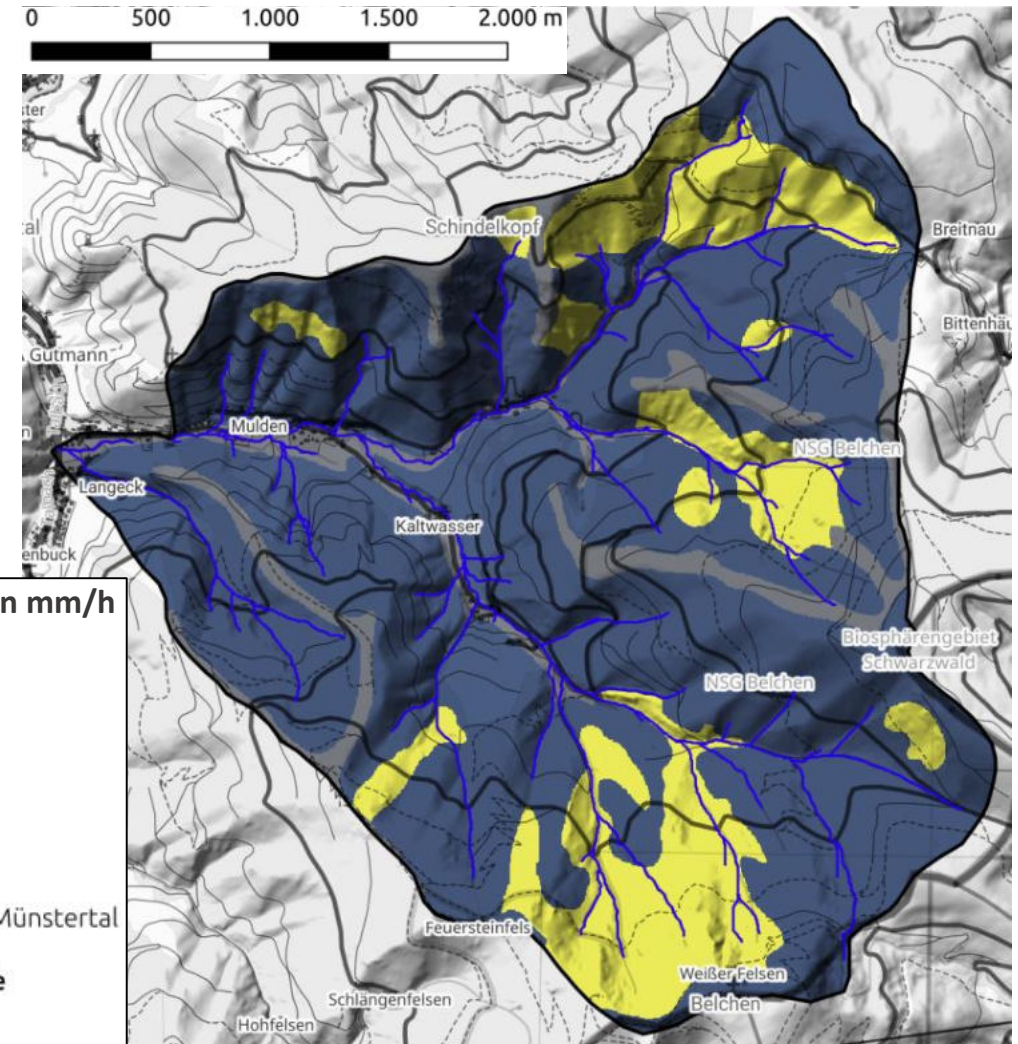 0 500 1.000 1.500 2.000 m
Schindelkopf
Breitnau
Gutmann
Mulden
NSG Belchen
Langeck
Kaltwasser
enbuck
n mm/h
Biosphärengebiet
Schwarzwald
NSG Belchen
Münstertal
Feuersteinfels
e
Weißer Felsen
Schlängenfelsen
Belchen
Hohfelsen